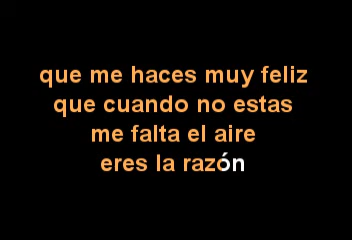 que me haces muy feliz
que cuando no estas
me falta el aire
eres la razón